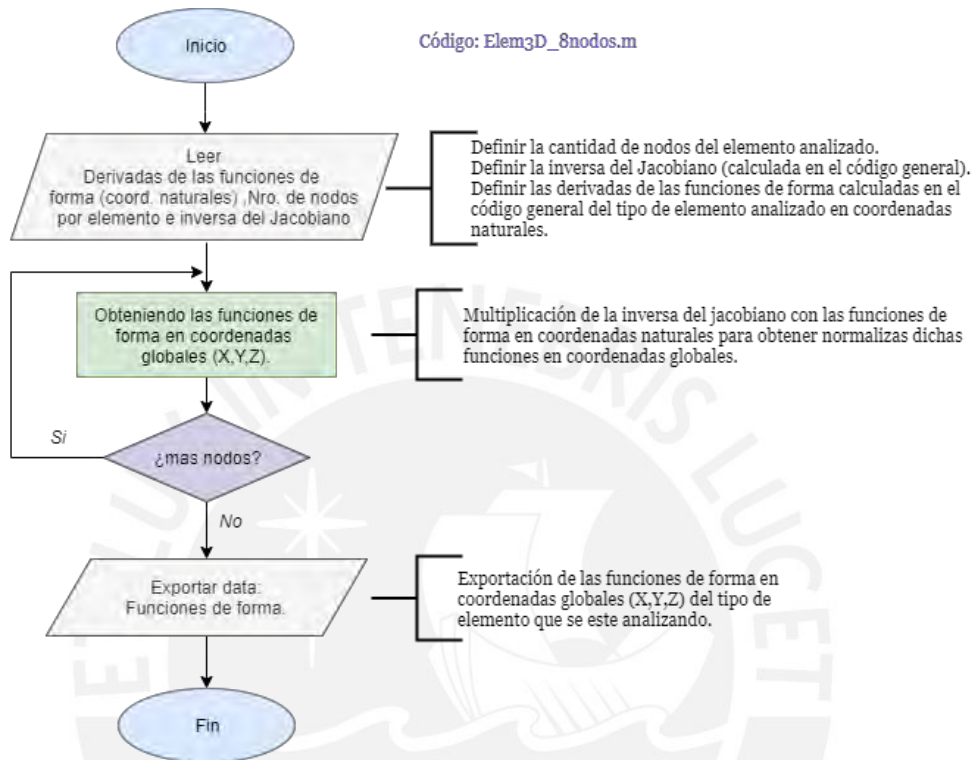 Inicio
Código: Elem3D_8nodos.m
Leer
Derivadas de las funciones de
forma (coord. naturales) ,Nro. de nodos
por elemento e inversa del Jacobiano
Definir la cantidad de nodos del elemento analizado.
Definir la inversa del Jacobiano (calculada en el código general).
Definir las derivadas de las funciones de forma calculadas en el
código general del tipo de elemento analizado en coordenadas
naturales.
Obteniendo las funciones de
forma en coordenadas
globales (X,Y,Z).
Multiplicación de la inversa del jacobiano con las funciones de
forma en coordenadas naturales para obtener normalizas dichas
funciones en coordenadas globales.
Si
¿mas nodos?
No
Exportar data:
Funciones de forma.
Exportación de las funciones de forma en
coordenadas globales (X,Y,Z) del tipo de
elemento que se este analizando.
Fin
ET LUX IN TENEBRIS LUCET